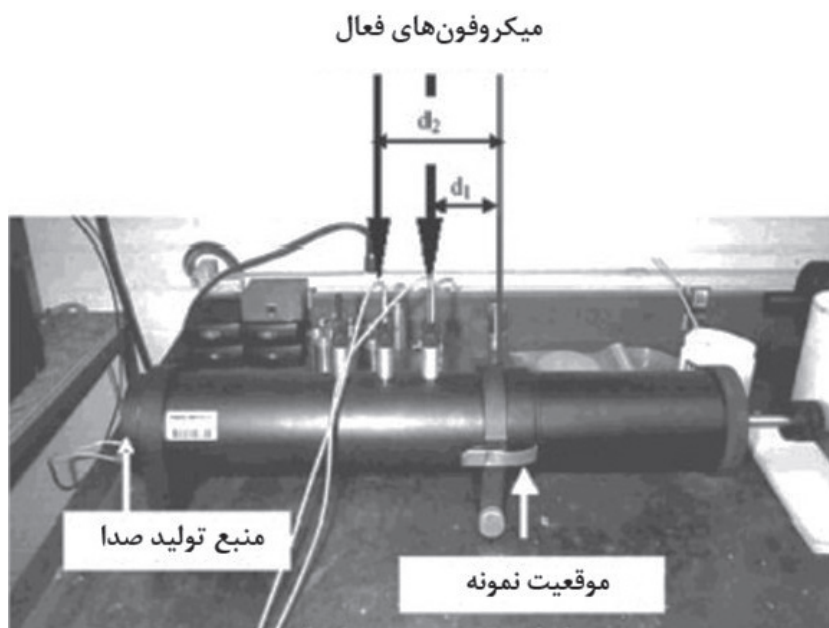 میکروفون‌های فعال
d2
d1
منبع تولید صدا
موقعیت نمونه